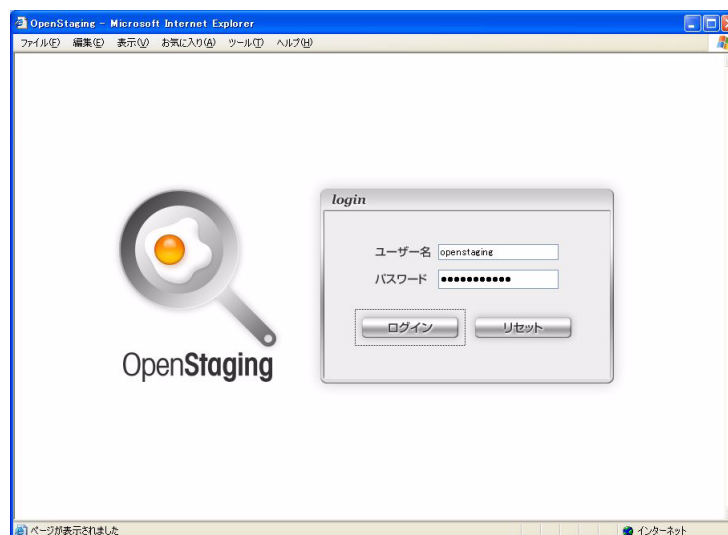 OpenStaging - Microsoft Internet Explorer
ファイル(F) 編集(E) 表示(V) お気に入り(A) ツール(T) ヘルプ(H)
login
ユーザー名 openstaging
パスワード ●●●●●●●●●●●
ログイン リセット
OpenStaging
ページが表示されました インターネット